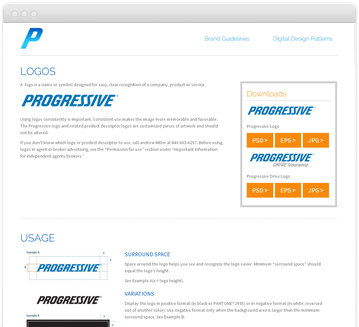 P
Brand Guidelines
Digital Design Patterns
LOGOS
A logo is a name or symbol designed for easy, clear recognition of a company, product or service.
PROGRESSIVE
Using logos consistently is important. Consistent use makes the image more memorable and favorable.
The Progressive logo and related product descriptor logos are customized pieces of artwork and should
not be altered.
If you don't know which logo or product descriptor to use, call
Before using
logos in agent or broker advertising, see the "Permission for use" section under "Important information
for independent agents/brokers."
Downloads
PROGRESSIVE
Progressive Logo
PSD >
EPS >
JPG >
PROGRESSIVE
DRIVE Insurance
Progressive Drive Logo
PSD >
EPS >
JPG >
USAGE
Example A
PROGRESSIVE
PROGRESSIVE
Example B
SURROUND SPACE
Space around the logo helps you see and recognize the logo easier. Minimum "surround space" should
equal the logo's height.
See Example A(x = logo height).
VARIATIONS
Display the logo in positive format (in black or PANTONE® 2935) or in negative format (in white, reversed
out of another color). Use negative format only when the background area is larger than the minimum
surround space. See Example B.